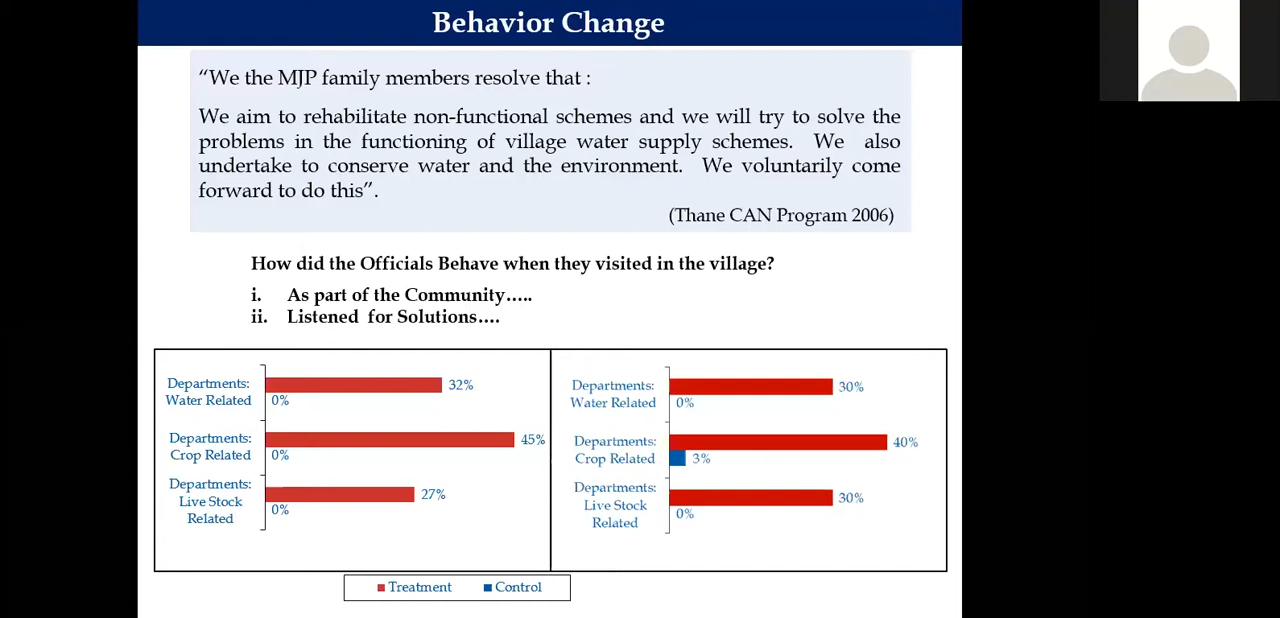 Behavior Change
“We the MJP family members resolve that :
We aim to rehabilitate non-functional schemes and we will try to solve the
problems in the functioning of village water supply schemes. We also
undertake to conserve water and the environment. We voluntarily come
forward to do this”.
(Thane CAN Program 2006)
How did the Officials Behave when they visited in the village?
i. As part of the Community…..
ii. Listened for Solutions….
Departments:
Water Related
32%
0%
Departments:
Crop Related
45%
0%
Departments:
Live Stock
Related
27%
0%
Departments:
Water Related
30%
0%
Departments:
Crop Related
40%
3%
Departments:
Live Stock
Related
30%
0%
Treatment Control